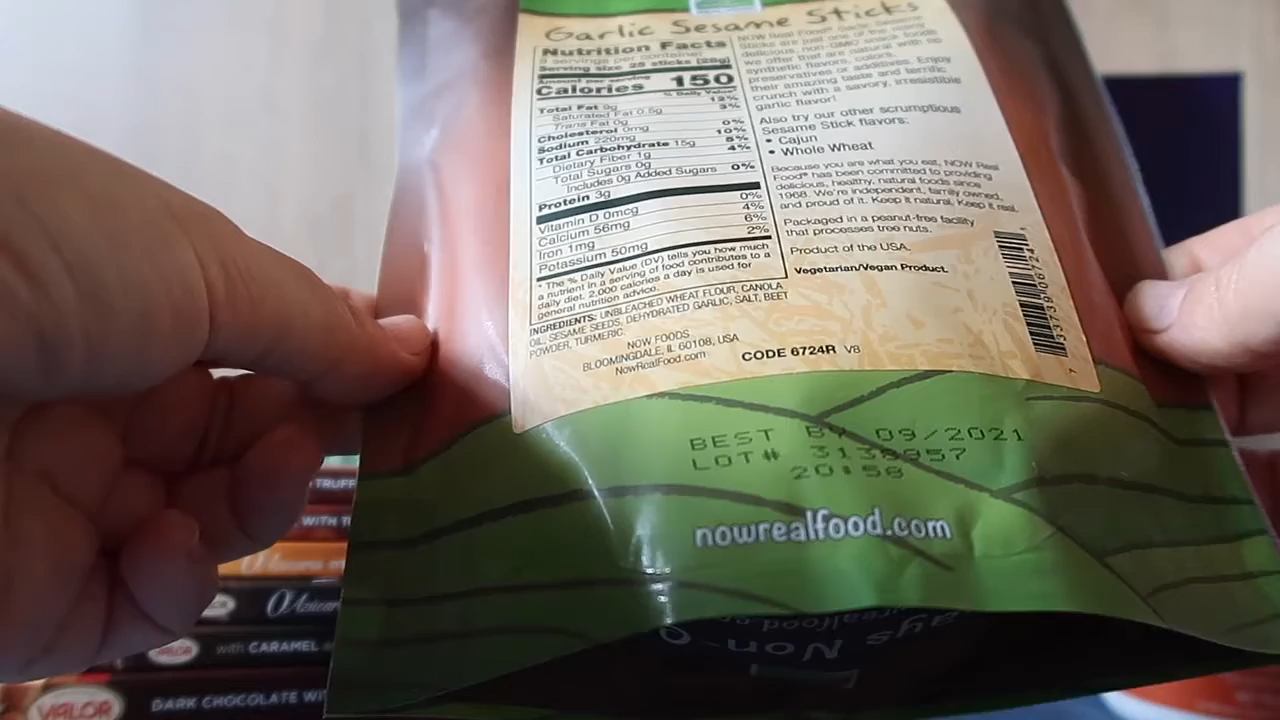 Garlic Sesame Sticks
Nutrition Facts
9 servings per container
Serving size 25 sticks (28g)
Amount per serving
Calories 150
% Daily Value
Total Fat 9g 12%
Saturated Fat 0.5g 3%
Trans Fat 0g
Cholesterol 0mg 0%
Sodium 220mg 10%
Total Carbohydrate 15g 5%
Dietary Fiber 1g 4%
Total Sugars 0g
Includes 0g Added Sugars 0%
Protein 3g
Vitamin D 0mcg 0%
Calcium 56mg 4%
Iron 1mg 6%
Potassium 50mg 2%
* The % Daily Value (DV) tells you how much
a nutrient in a serving of food contributes to a
daily diet. 2,000 calories a day is used for
general nutrition advice.
INGREDIENTS: UNBLEACHED WHEAT FLOUR, CANOLA
OIL, SESAME SEEDS, DEHYDRATED GARLIC, SALT, BEET
POWDER, TURMERIC.
NOW FOODS
BLOOMINGDALE, IL 60108, USA
NowRealFood.com
CODE 6724R V8
NOW Real Food® Garlic Sesame
Sticks are just one of the many
delicious, non-GMO snack foods
we offer that are natural with no
synthetic flavors, colors,
preservatives or additives. Enjoy
their amazing taste and terrific
crunch with a savory, irresistible
garlic flavor!
Also try our other scrumptious
Sesame Stick flavors:
• Cajun
• Whole Wheat
Because you are what you eat, NOW Real
Food® has been committed to providing
delicious, healthy, natural foods since
1968. We're independent, family owned,
and proud of it. Keep it natural. Keep it real.
Packaged in a peanut-free facility
that processes tree nuts.
Product of the USA.
Vegetarian/Vegan Product.
BEST BY 09/2021
LOT# 3138957
20:58
nowrealfood.com
ays Non-G
TRUFF
WITH T
0%Azúcar
VALOR
with CARAMEL
VALOR
DARK CHOCOLATE WI